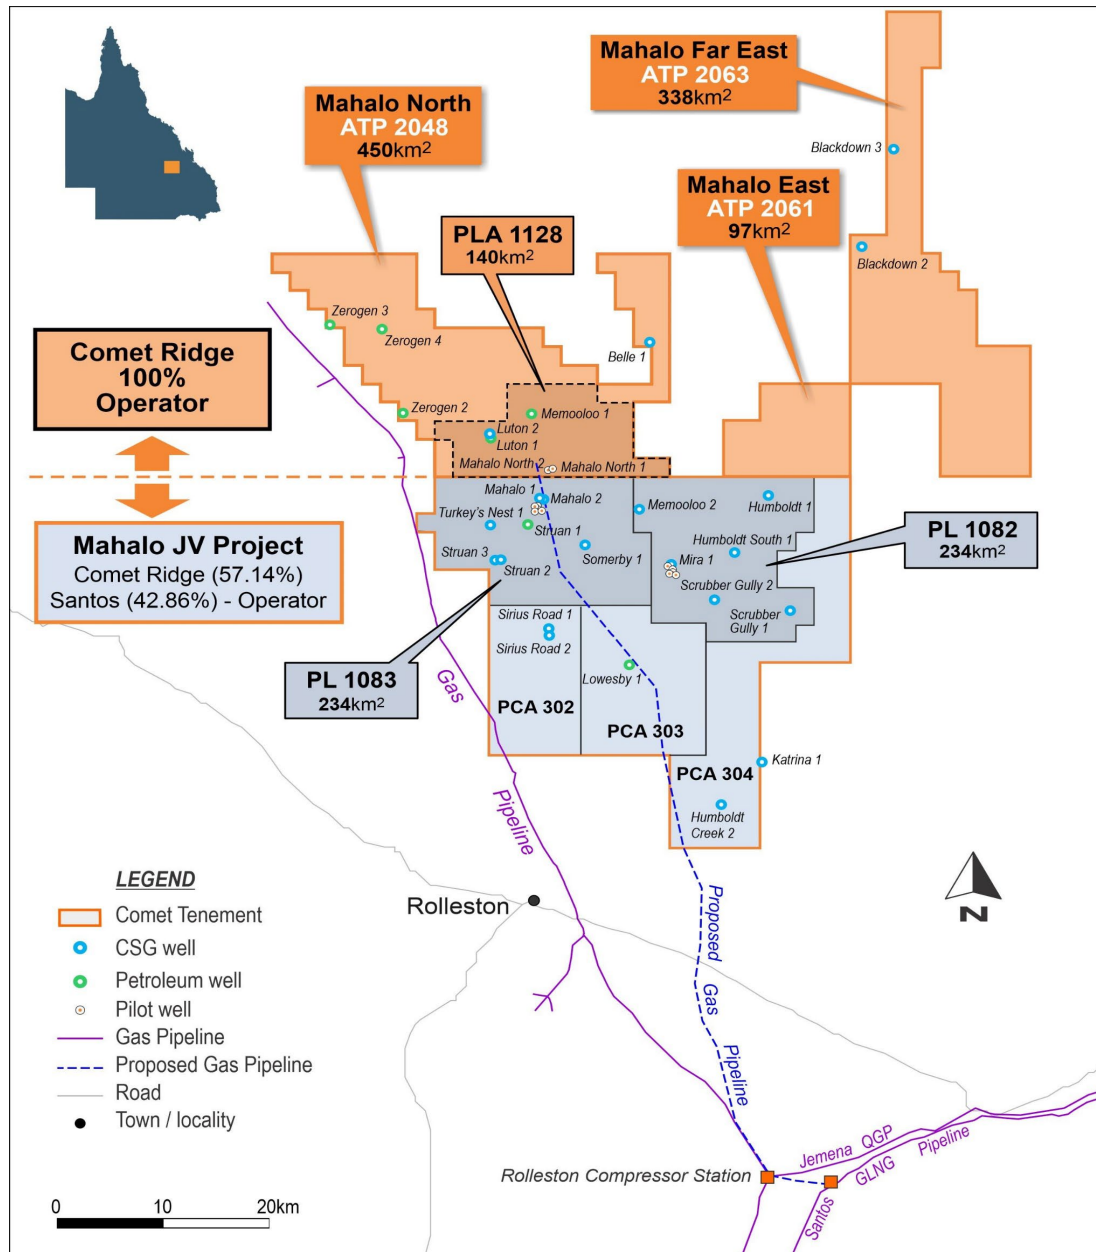 Mahalo Far East
ATP 2063
338km²
Mahalo North
ATP 2048
450km²
Blackdown 3
Mahalo East
ATP 2061
97km²
PLA 1128
140km²
Blackdown 2
Zerogen 3
Zerogen 4
Belle 1
Comet Ridge
100%
Operator
Zerogen 2
Memooloo 1
Luton 2
Luton 1
Mahalo North 2
Mahalo North 1
Mahalo 1
Mahalo 2
Memooloo 2
Humboldt 1
Turkey's Nest 1
Struan 1
Humboldt South 1
PL 1082
234km²
Mahalo JV Project
Comet Ridge (57.14%)
Santos (42.86%) - Operator
Struan 3
Struan 2
Somerby 1
Mira 1
Scrubber Gully 2
Scrubber
Gully 1
Sirius Road 1
Sirius Road 2
PL 1083
234km²
Lowesby 1
PCA 302
PCA 303
PCA 304
Katrina 1
Humboldt
Creek 2
Gas
Pipeline
Rolleston
Proposed Gas Pipeline
N
LEGEND
Comet Tenement
CSG well
Petroleum well
Pilot well
Gas Pipeline
Proposed Gas Pipeline
Road
Town / locality
Jemena QGP
Santos GLNG Pipeline
Rolleston Compressor Station
0 10 20km